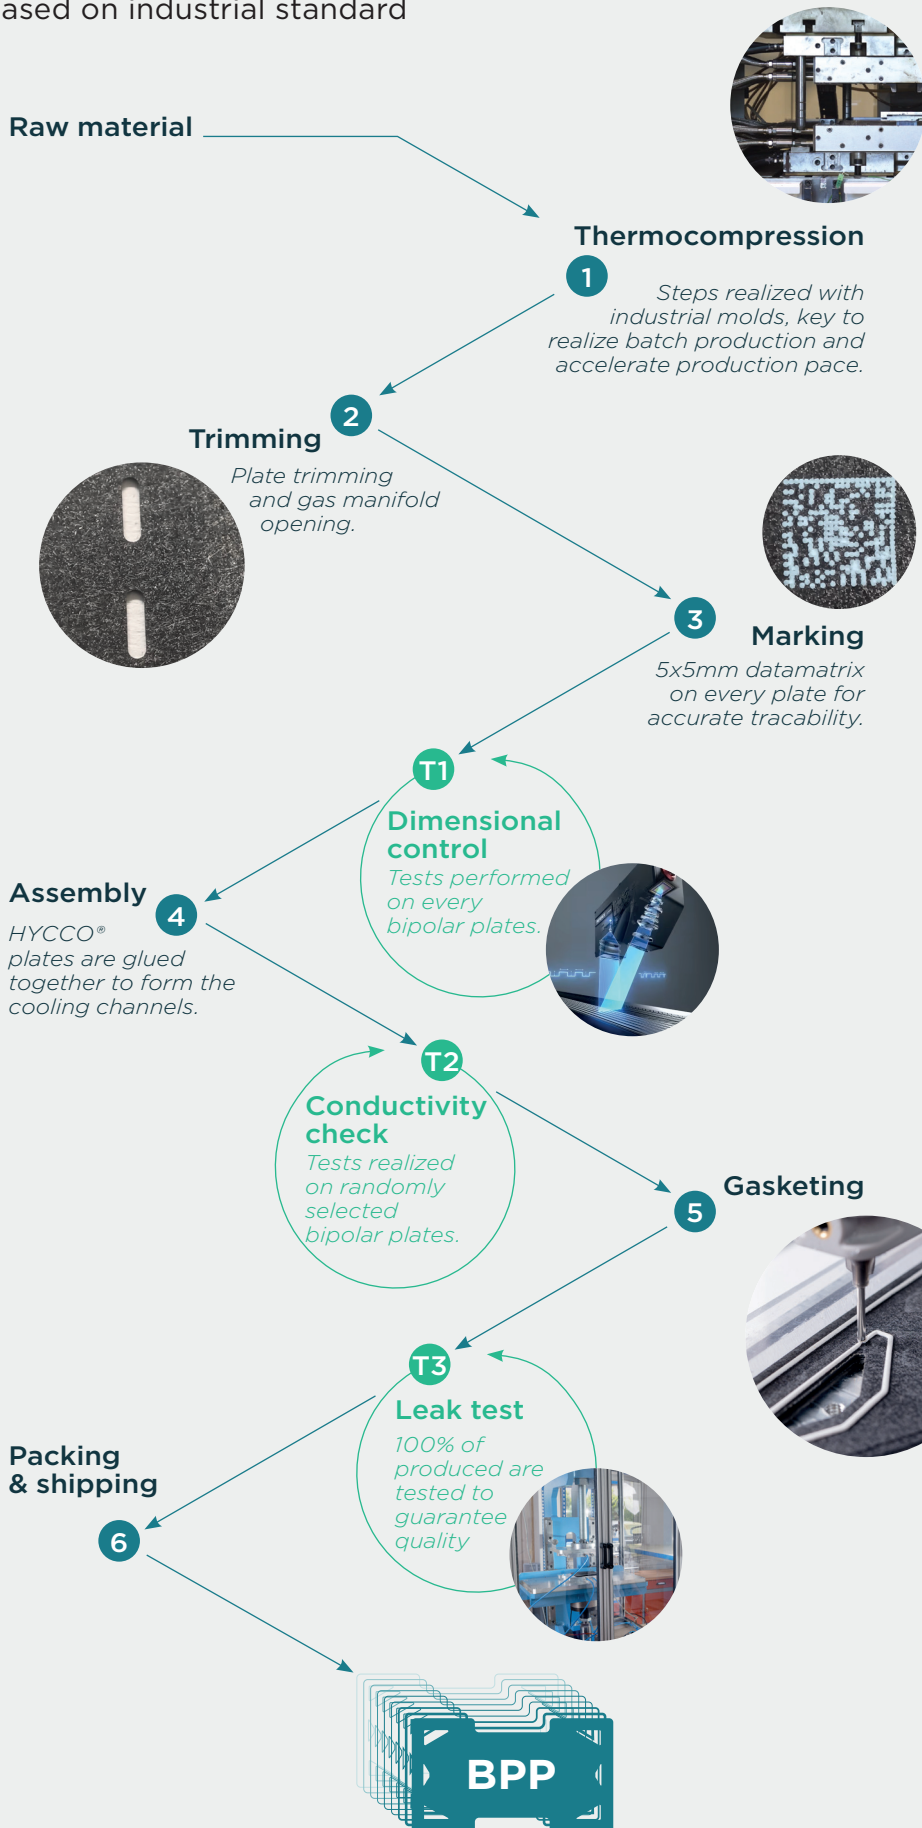 ased on industrial standard
Raw material
Thermocompression
1
Steps realized with
industrial molds, key to
realize batch production and
accelerate production pace.
2
Trimming
Plate trimming
and gas manifold
opening.
3
Marking
5x5mm datamatrix
on every plate for
accurate tracability.
T1
Dimensional
control
Tests performed
on every
bipolar plates.
Assembly
4
HYCCO®
plates are glued
together to form the
cooling channels.
T2
Conductivity
check
Tests realized
on randomly
selected
bipolar plates.
Gasketing
5
T3
Leak test
100% of
produced are
tested to
guarantee
quality
Packing
& shipping
6
BPP